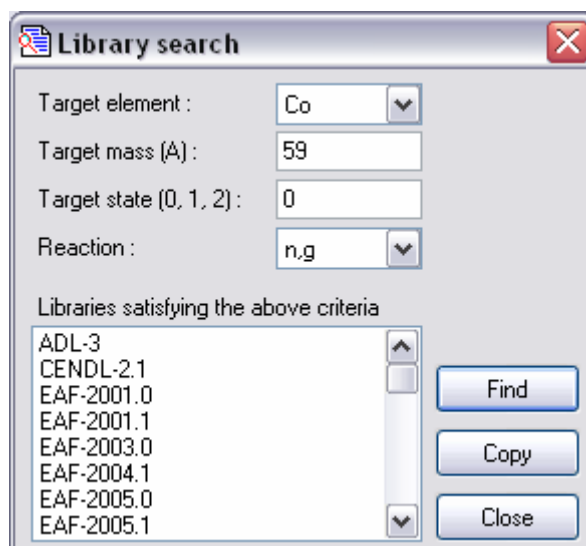 Library search
Target element : Co
Target mass (A) : 59
Target state (0, 1, 2) : 0
Reaction : n,g
Libraries satisfying the above criteria
ADL-3
CENDL-2.1
EAF-2001.0
EAF-2001.1
EAF-2003.0
EAF-2004.1
EAF-2005.0
EAF-2005.1
Find
Copy
Close